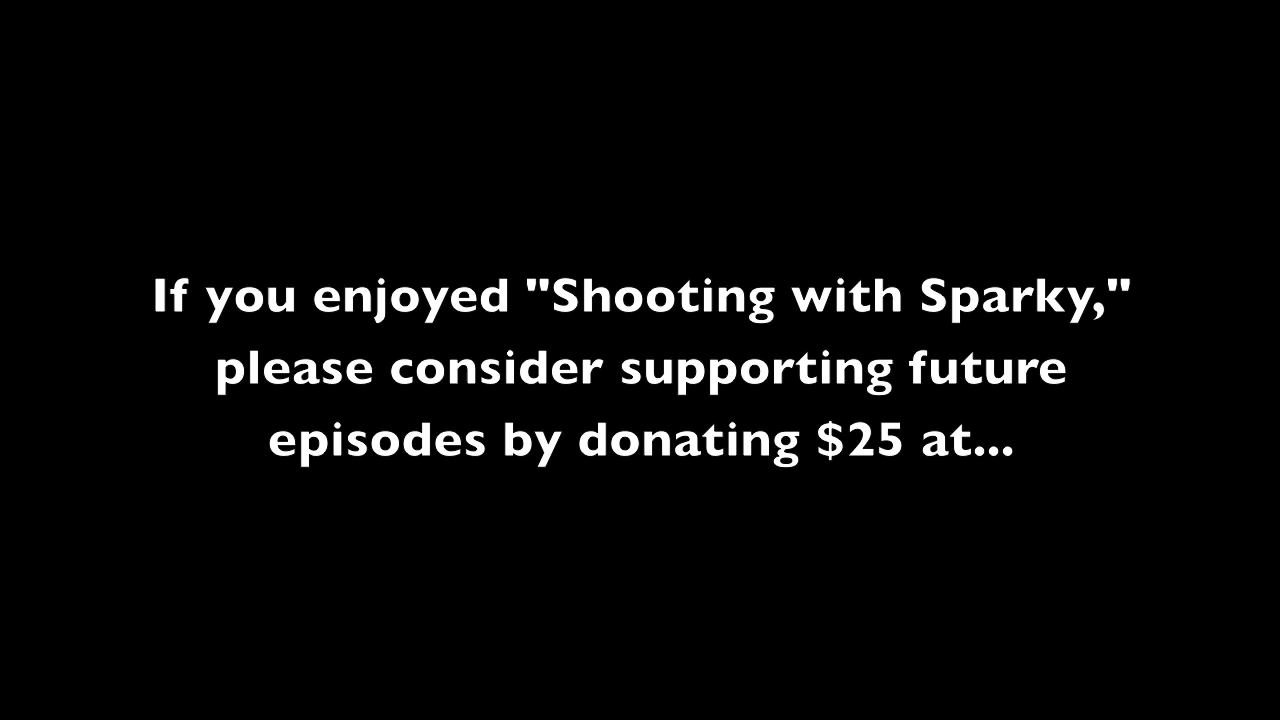 If you enjoyed "Shooting with Sparky,"
please consider supporting future
episodes by donating $25 at...